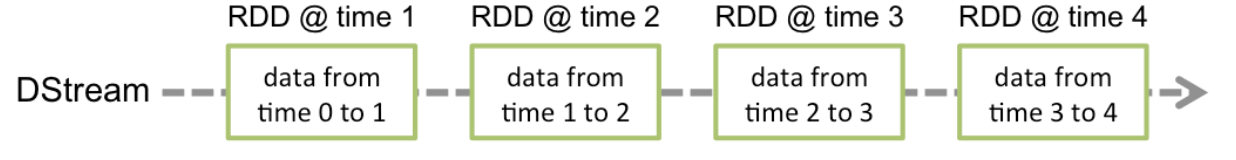 RDD @ time 1 RDD @ time 2 RDD @ time 3 RDD @ time 4
DStream
data from
time 0 to 1
data from
time 1 to 2
data from
time 2 to 3
data from
time 3 to 4